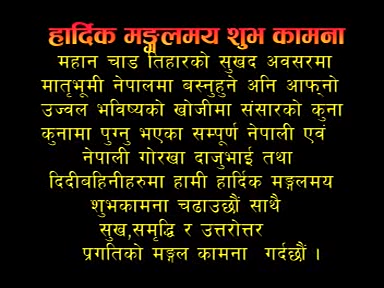 हार्दिक मङ्गलमय शुभ कामना
महान चाड तिहारको सुखद अवसरमा
मातृभूमी नेपालमा बस्नुहुने अनि आफ्नो
उज्वल भविष्यको खोजीमा संसारको कुना
कुनामा पुग्नु भएका सम्पूर्ण नेपाली एवं
नेपाली गोरखा दाजुभाई तथा
दिदीबहिनीहरुमा हामी हार्दिक मङ्गलमय
शुभकामना चढाउछौं साथै
सुख,समृद्धि र उत्तरोत्तर
प्रगतिको मङ्गल कामना गर्दछौं ।